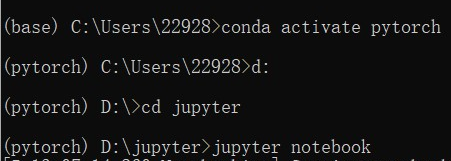 (base) C:\Users\22928>conda activate pytorch
(pytorch) C:\Users\22928>d:
(pytorch) D:\>cd jupyter
(pytorch) D:\jupyter>jupyter notebook